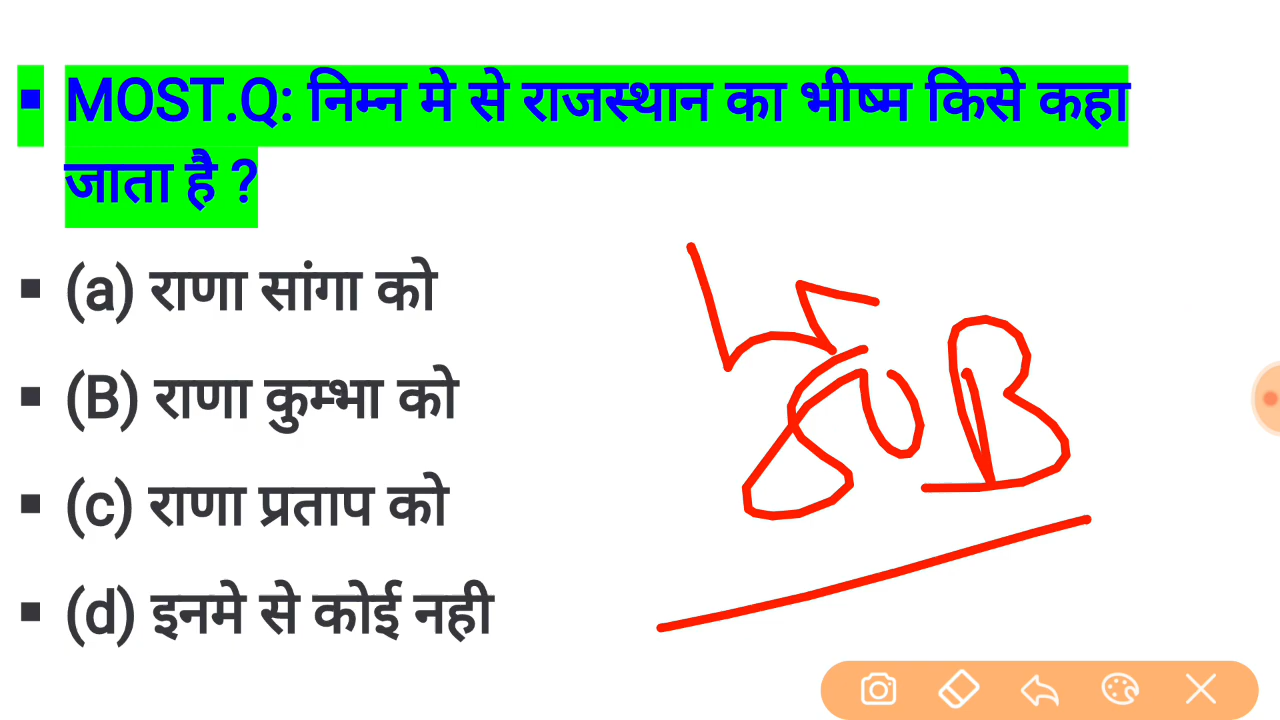 ▪ MOST.Q: निम्न मे से राजस्थान का भीष्म किसे कहा
जाता है ?
▪ (a) राणा सांगा को
▪ (B) राणा कुम्भा को
▪ (c) राणा प्रताप को
▪ (d) इनमे से कोई नही
B